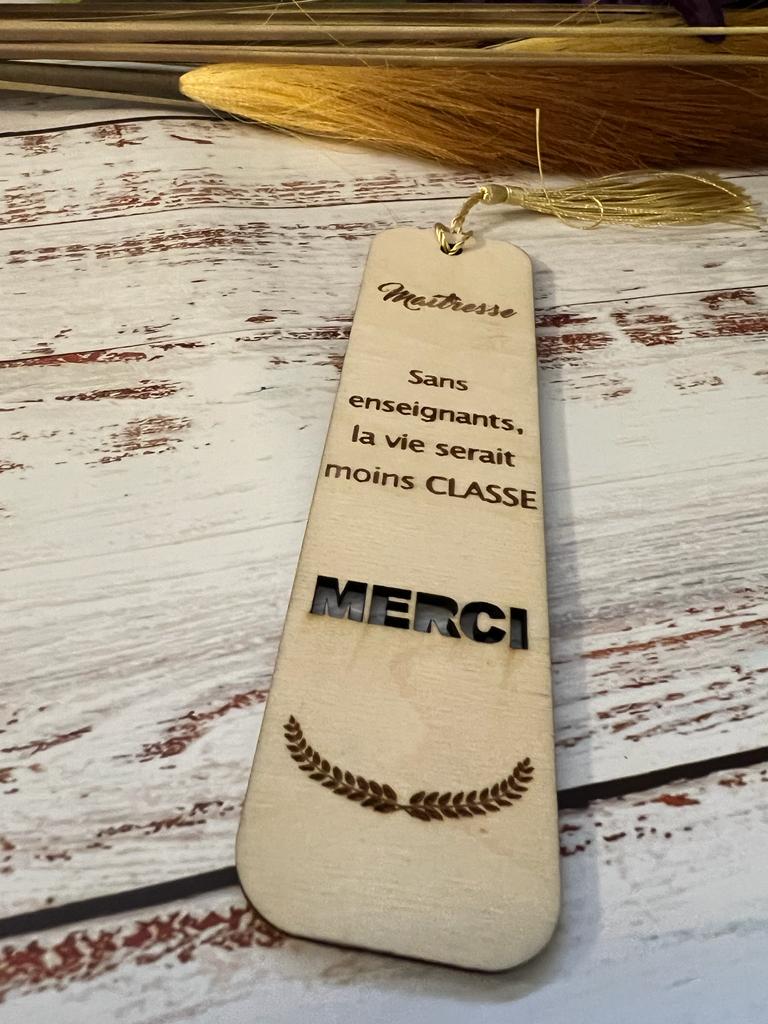 Maîtresse
Sans
enseignants,
la vie serait
moins CLASSE
MERCI